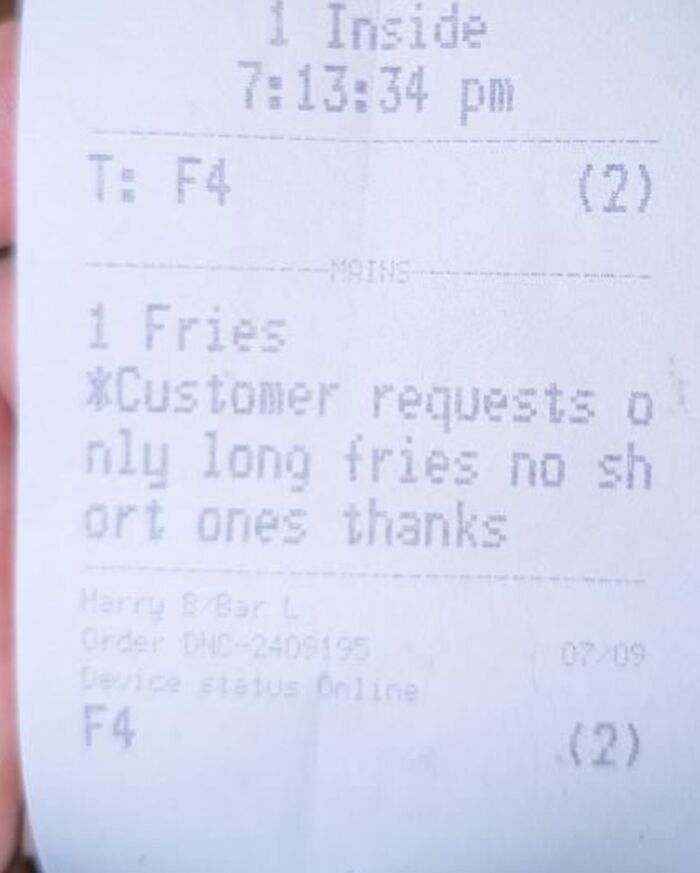 1 Inside
7:13:34 pm
T: F4 (2)
MAINS
1 Fries
*Customer requests o
nly long fries no sh
ort ones thanks
Harry B/Bar L
Order DNC-2409195 07/09
Device status Online
F4 (2)